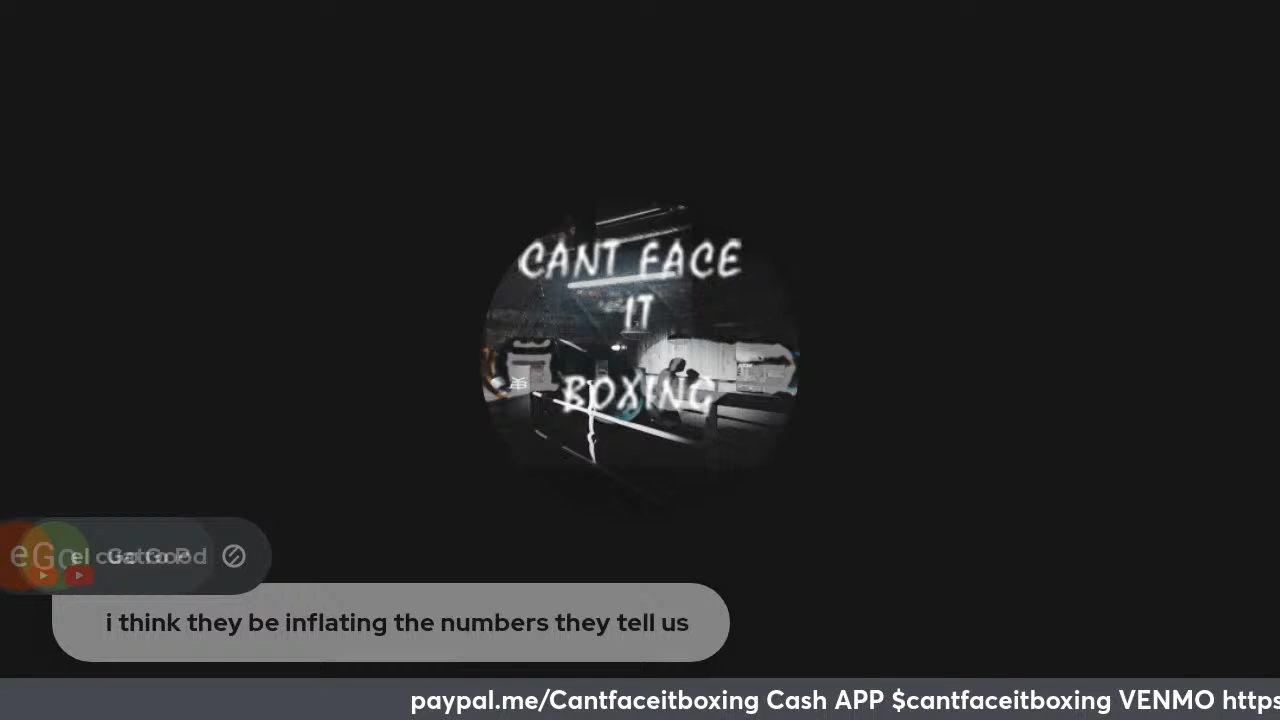 CANT FACE
IT
BOXING
i think they be inflating the numbers they tell us
paypal.me/Cantfaceitboxing Cash APP $cantfaceitboxing VENMO https